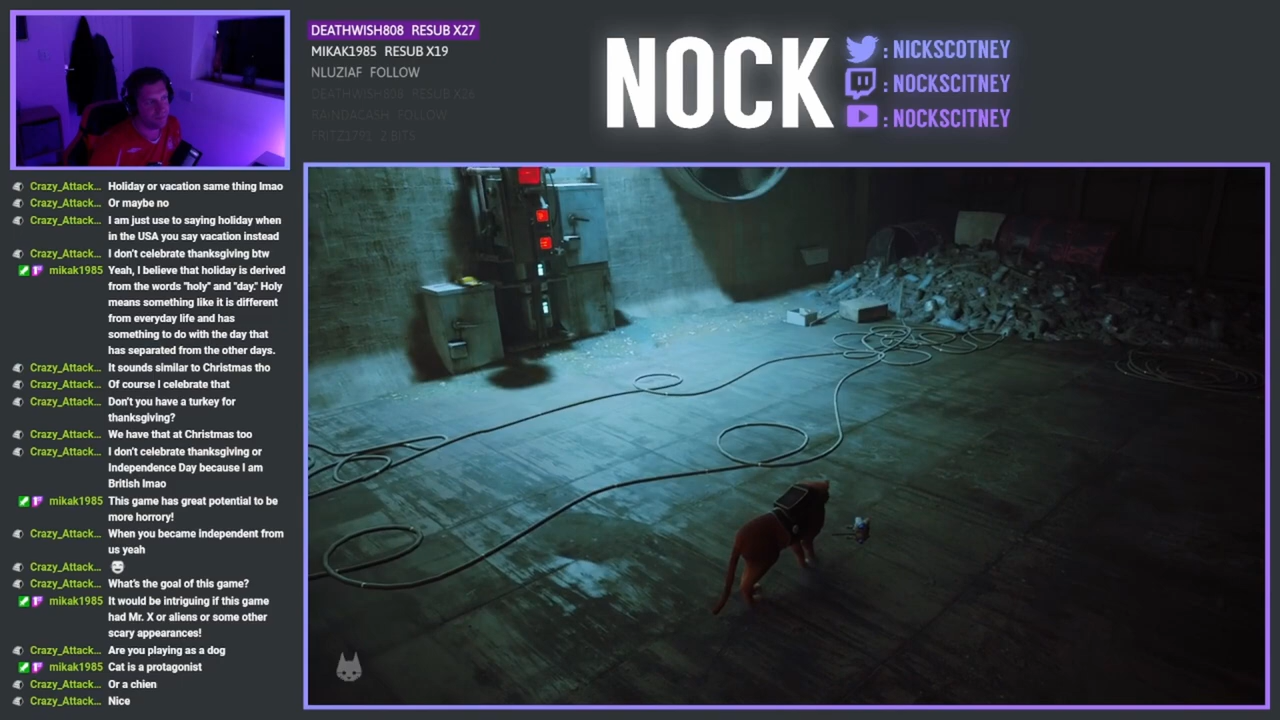 DEATHWISH808 RESUB X27
MIKAK1985 RESUB X19
NLUZIAF FOLLOW
DEATHWISH808 RESUB X26
RAINDACASH FOLLOW
FRITZ179L 2 BITS
NOCK
: NICKSCOTNEY
: NOCKSCITNEY
: NOCKSCITNEY
Crazy_Attack... Holiday or vacation same thing lmao
Crazy_Attack... Or maybe no
Crazy_Attack... I am just use to saying holiday when
in the USA you say vacation instead
Crazy_Attack... I don't celebrate thanksgiving btw
mikak1985 Yeah, I believe that holiday is derived
from the words "holy" and "day." Holy
means something like it is different
from everyday life and has
something to do with the day that
has separated from the other days.
Crazy_Attack... It sounds similar to Christmas tho
Crazy_Attack... Of course I celebrate that
Crazy_Attack... Don't you have a turkey for
thanksgiving?
Crazy_Attack... We have that at Christmas too
Crazy_Attack... I don't celebrate thanksgiving or
Independence Day because I am
British lmao
mikak1985 This game has great potential to be
more horrory!
Crazy_Attack... When you became independent from
us yeah
Crazy_Attack...
Crazy_Attack... What's the goal of this game?
mikak1985 It would be intriguing if this game
had Mr. X or aliens or some other
scary appearances!
Crazy_Attack... Are you playing as a dog
mikak1985 Cat is a protagonist
Crazy_Attack... Or a chien
Crazy_Attack... Nice